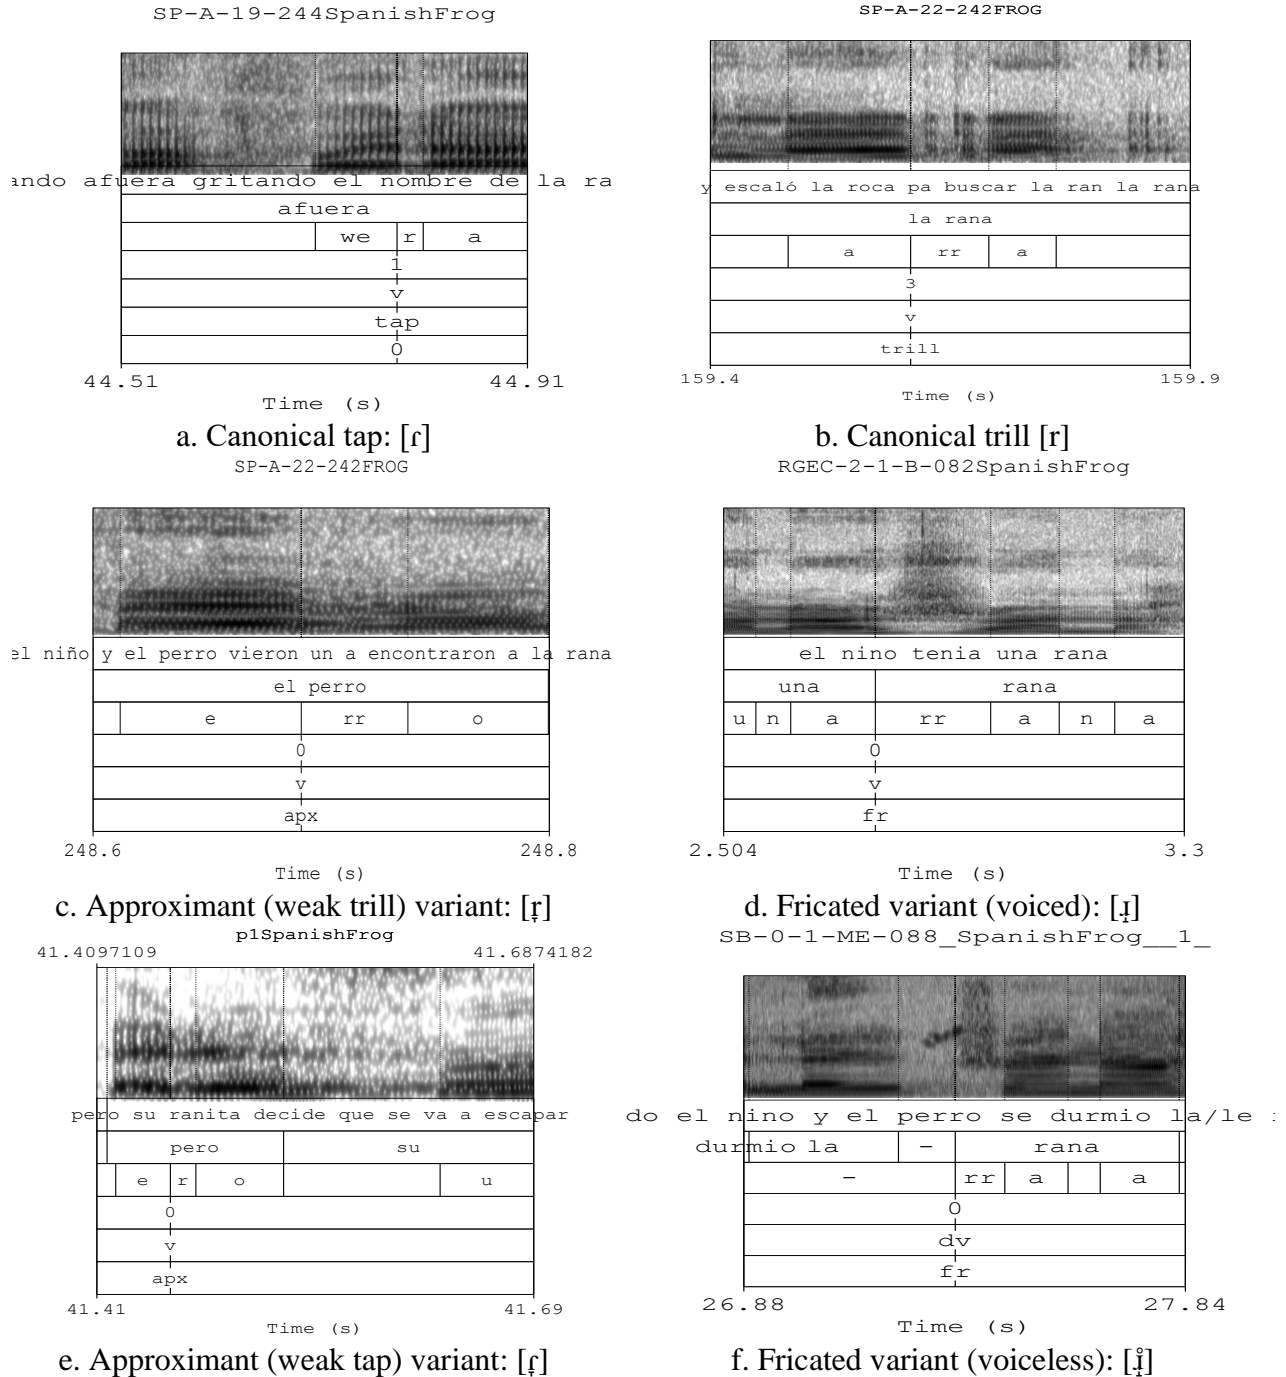 SP-A-19-244SpanishFrog
ando afuera gritando el nombre de la ra
afuera
we r a
1
v
tap
0
44.51 44.91
Time (s)
a. Canonical tap: [ɾ]
SP-A-22-242FROG
y escaló la roca pa buscar la ran la rana
la rana
a rr a
3
v
trill
159.4 159.9
Time (s)
b. Canonical trill [r]
SP-A-22-242FROG
el niño y el perro vieron un a encontraron a la rana
el perro
e rr o
0
v
apx
248.6 248.8
Time (s)
c. Approximant (weak trill) variant: [r̞]
RGEC-2-1-B-082SpanishFrog
el nino tenia una rana
una rana
u n a rr a n a
0
v
fr
2.504 3.3
Time (s)
d. Fricated variant (voiced): [ɹ̝]
p1SpanishFrog
41.4097109 41.6874182
pero su ranita decide que se va a escapar
pero su
e r o u
0
v
apx
41.41 41.69
Time (s)
e. Approximant (weak tap) variant: [ɾ̞]
SB-0-1-ME-088_SpanishFrog__1_
do el nino y el perro se durmio la/le
durmio la – rana
– rr a a
0
dv
fr
26.88 27.84
Time (s)
f. Fricated variant (voiceless): [ɹ̝̊]